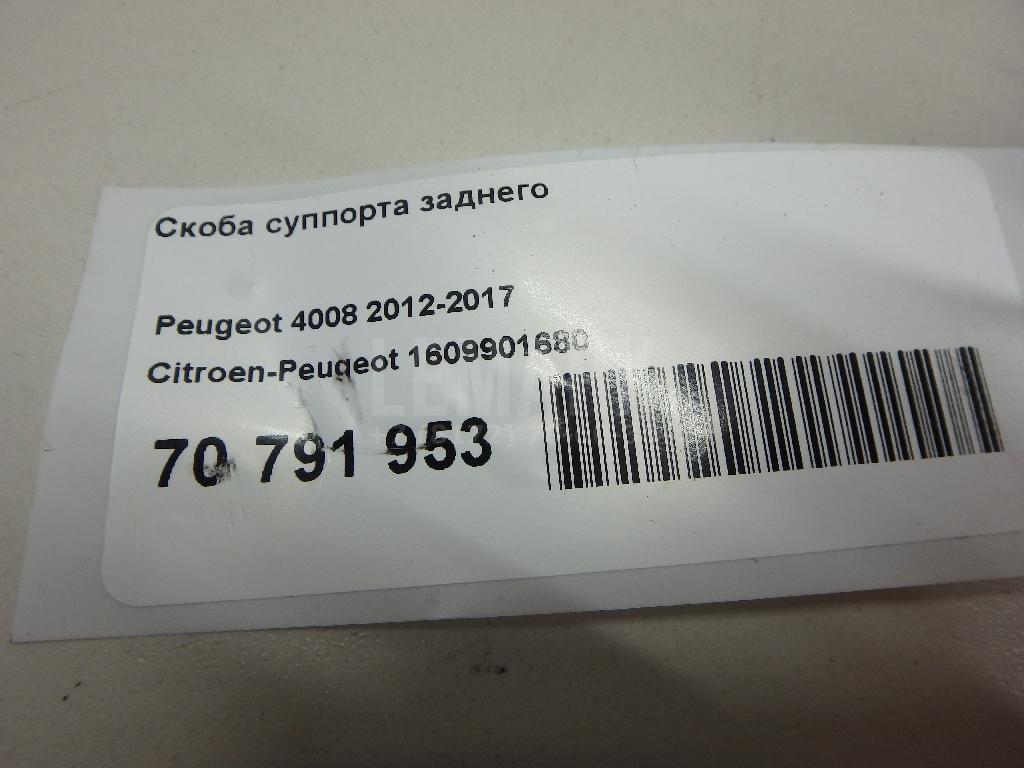 Скоба суппорта заднего
Peugeot 4008 2012-2017
Citroen-Peugeot 1609901680
70 791 953